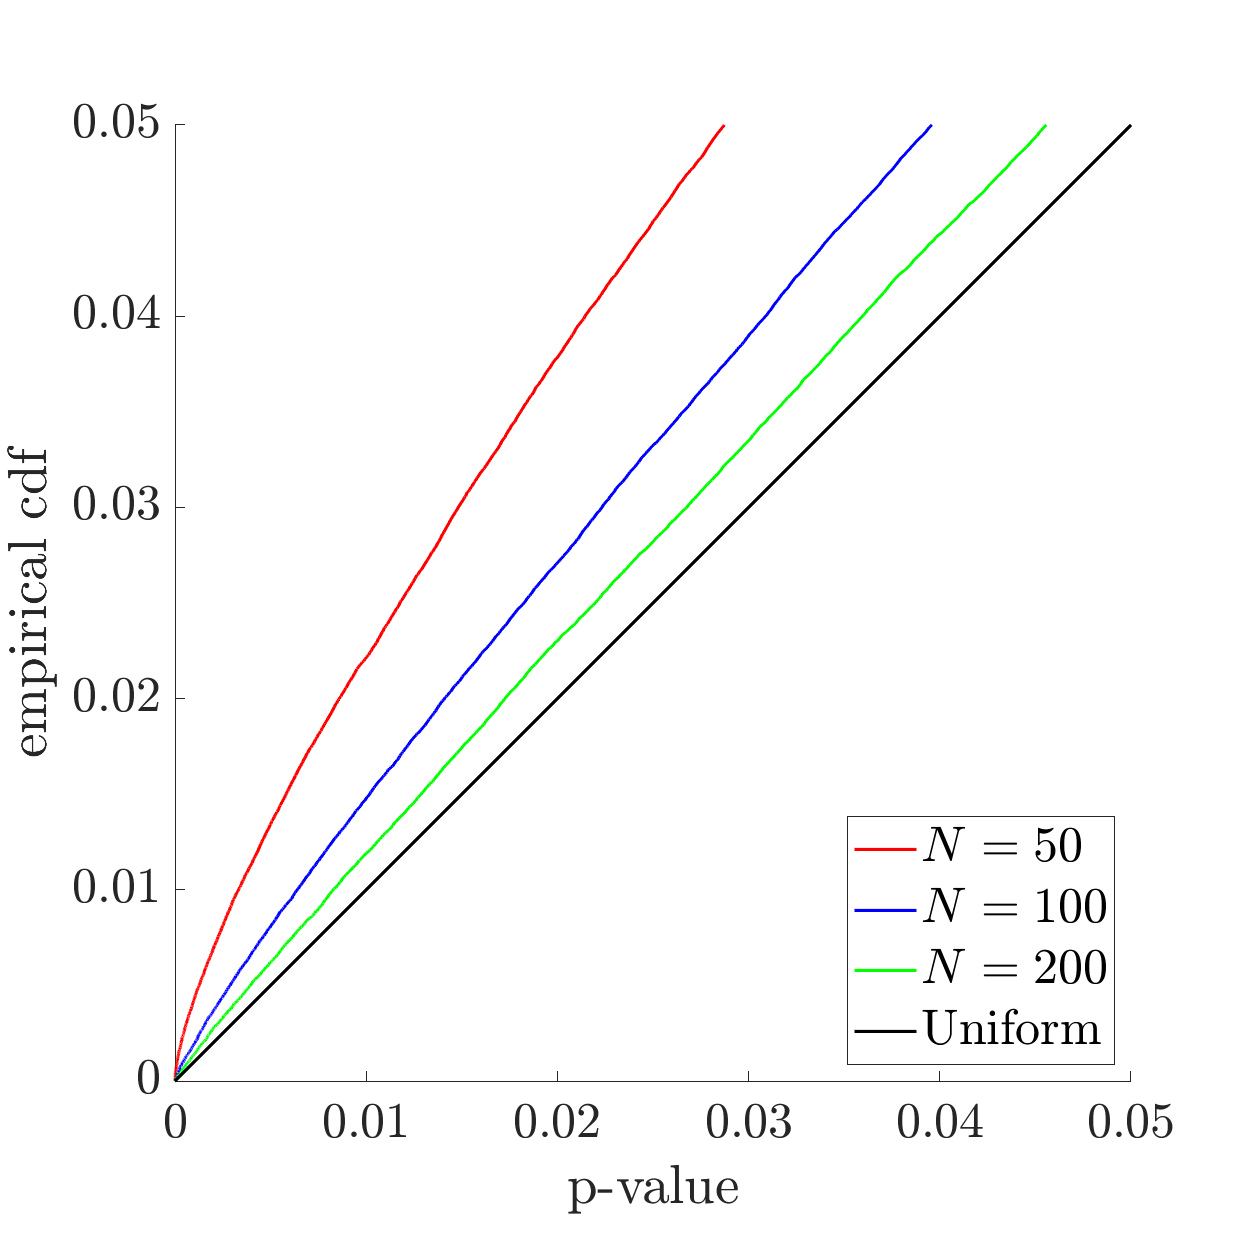 0.05
0.04
0.03
0.02
0.01
0
empirical cdf
0 0.01 0.02 0.03 0.04 0.05
p-value
N = 50
N = 100
N = 200
Uniform